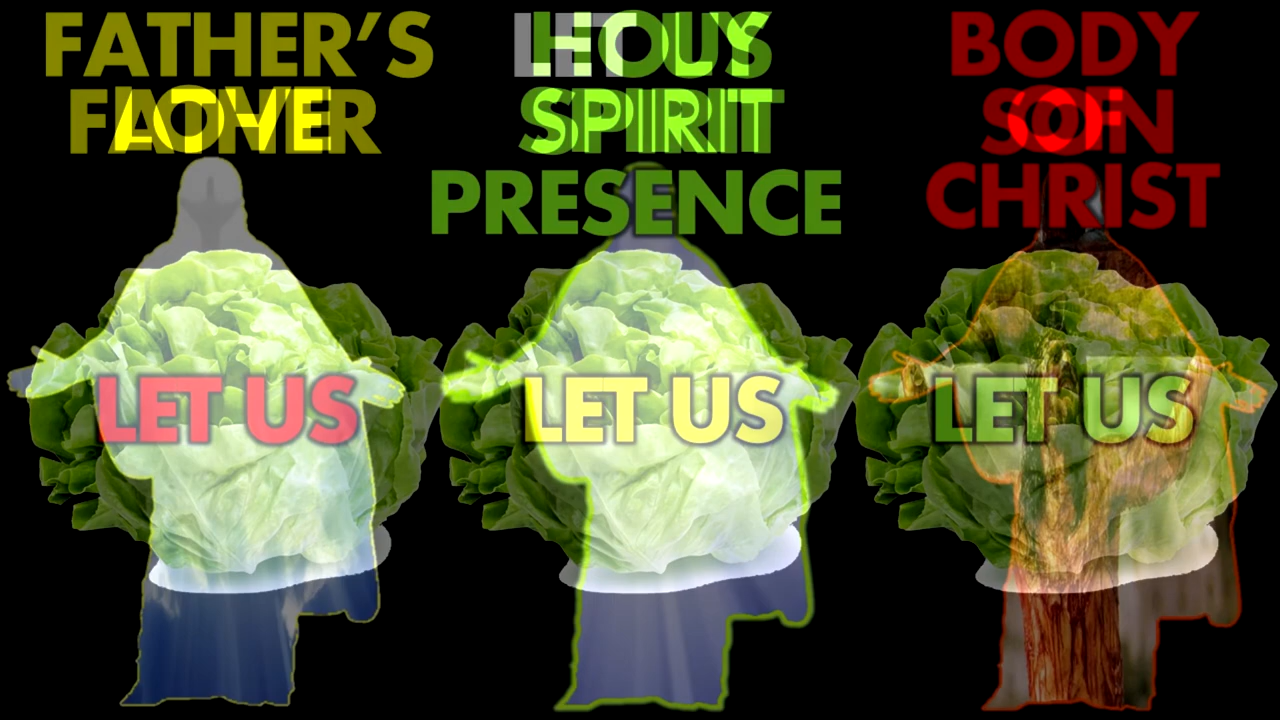 FATHER'S
LOVE
FATHER
HOLY
SPIRIT
PRESENCE
BODY
OF
SON
CHRIST
LET US
LET US
LET US